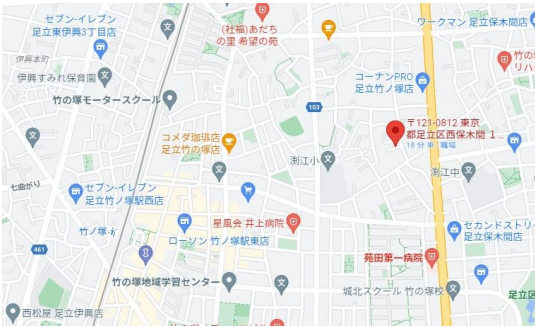 セブン-イレブン
足立東伊興3丁目店
(社福)あだち
の里 希望の苑
ワークマン 足立保木間店
竹の
リハ
伊興本町
伊興すみれ保育園
コーナンPRO
足立竹ノ塚店
竹の塚モータースクール
103
〒121-0812 東京
都足立区西保木間 1...
18 分 車 | 職場
コメダ珈琲店
足立竹の塚店
渕江小
渕江中
七曲がり
セブン-イレブン
足立竹ノ塚駅西店
竹ノ塚
星風会 井上病院
セカンドストリ
足立保木間店
ローソン 竹ノ塚駅東店
461
苑田第一病院
竹の塚地域学習センター
城北スクール 竹の塚校
足立区
西松屋 足立伊興店